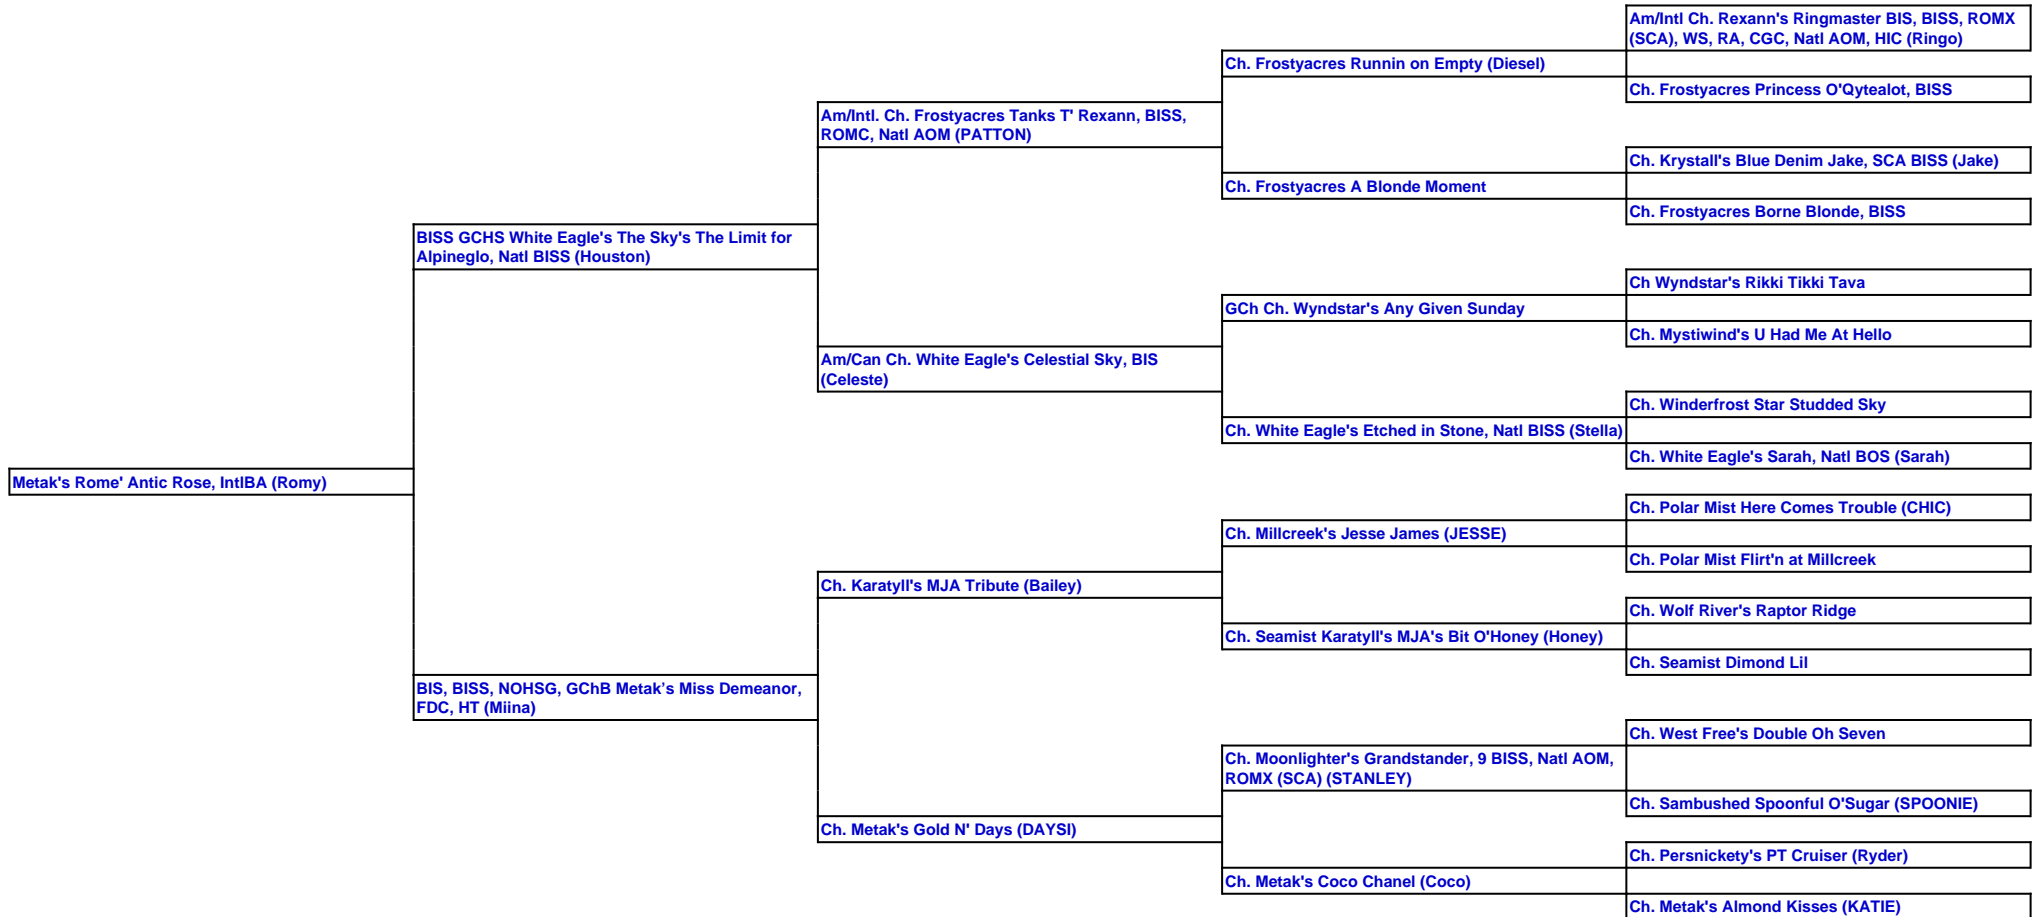 Am/Intl Ch. Rexann's Ringmaster BIS, BISS, ROMX
(SCA), WS, RA, CGC, Natl AOM, HIC (Ringo)
Ch. Frostyacres Runnin on Empty (Diesel)
Ch. Frostyacres Princess O'Qytealot, BISS
Am/Intl. Ch. Frostyacres Tanks T' Rexann, BISS,
ROMC, Natl AOM (PATTON)
Ch. Krystall's Blue Denim Jake, SCA BISS (Jake)
Ch. Frostyacres A Blonde Moment
Ch. Frostyacres Borne Blonde, BISS
BISS GCHS White Eagle's The Sky's The Limit for
Alpineglo, Natl BISS (Houston)
Ch Wyndstar's Rikki Tikki Tava
GCh Ch. Wyndstar's Any Given Sunday
Ch. Mystiwind's U Had Me At Hello
Am/Can Ch. White Eagle's Celestial Sky, BIS
(Celeste)
Ch. Winderfrost Star Studded Sky
Ch. White Eagle's Etched in Stone, Natl BISS (Stella)
Ch. White Eagle's Sarah, Natl BOS (Sarah)
Metak's Rome' Antic Rose, IntlBA (Romy)
Ch. Polar Mist Here Comes Trouble (CHIC)
Ch. Millcreek's Jesse James (JESSE)
Ch. Polar Mist Flirt'n at Millcreek
Ch. Karatyll's MJA Tribute (Bailey)
Ch. Wolf River's Raptor Ridge
Ch. Seamist Karatyll's MJA's Bit O'Honey (Honey)
Ch. Seamist Dimond Lil
BIS, BISS, NOHSG, GChB Metak’s Miss Demeanor,
FDC, HT (Miina)
Ch. West Free's Double Oh Seven
Ch. Moonlighter's Grandstander, 9 BISS, Natl AOM,
ROMX (SCA) (STANLEY)
Ch. Sambushed Spoonful O'Sugar (SPOONIE)
Ch. Metak's Gold N' Days (DAYSI)
Ch. Persnickety's PT Cruiser (Ryder)
Ch. Metak's Coco Chanel (Coco)
Ch. Metak's Almond Kisses (KATIE)